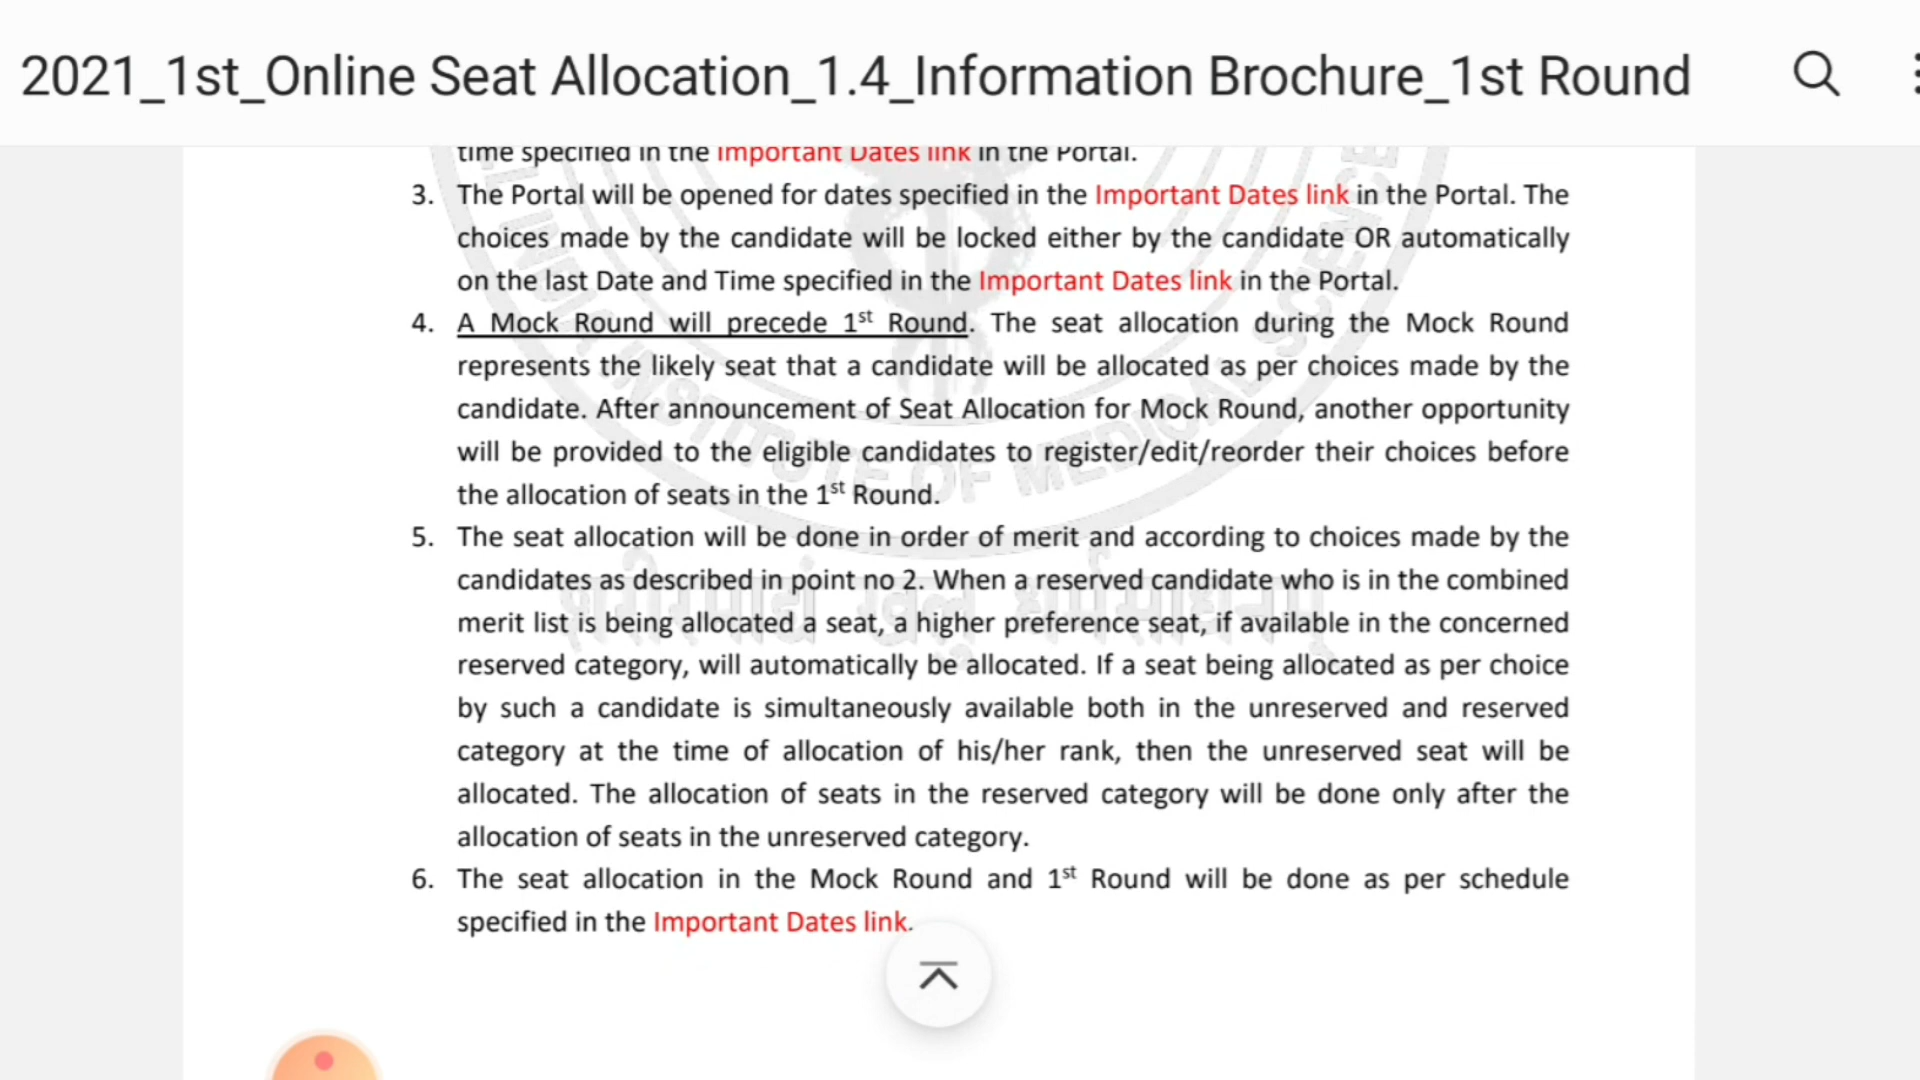 2021_1st_Online Seat Allocation_1.4_Information Brochure_1st Round
time specified in the Important Dates link in the Portal.
3. The Portal will be opened for dates specified in the Important Dates link in the Portal. The
choices made by the candidate will be locked either by the candidate OR automatically
on the last Date and Time specified in the Important Dates link in the Portal.
4. A Mock Round will precede 1st Round. The seat allocation during the Mock Round
represents the likely seat that a candidate will be allocated as per choices made by the
candidate. After announcement of Seat Allocation for Mock Round, another opportunity
will be provided to the eligible candidates to register/edit/reorder their choices before
the allocation of seats in the 1st Round.
5. The seat allocation will be done in order of merit and according to choices made by the
candidates as described in point no 2. When a reserved candidate who is in the combined
merit list is being allocated a seat, a higher preference seat, if available in the concerned
reserved category, will automatically be allocated. If a seat being allocated as per choice
by such a candidate is simultaneously available both in the unreserved and reserved
category at the time of allocation of his/her rank, then the unreserved seat will be
allocated. The allocation of seats in the reserved category will be done only after the
allocation of seats in the unreserved category.
6. The seat allocation in the Mock Round and 1st Round will be done as per schedule
specified in the Important Dates link.
INDIA INSTITUTE OF MEDICAL SCIENCE